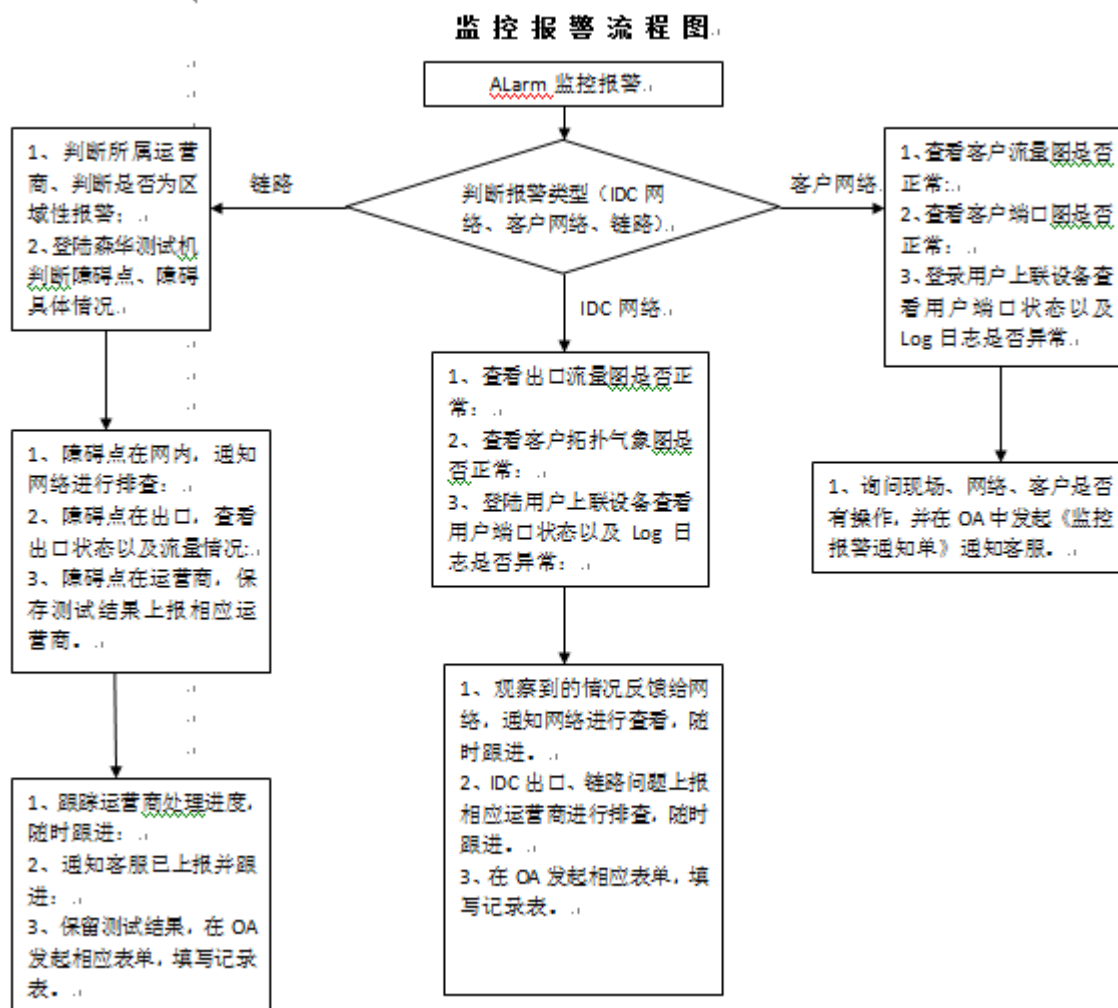 监控报警流程图
ALarm 监控报警
判断报警类型（IDC 网
络、客户网络、链路）
链路
客户网络
IDC 网络
1、判断所属运营
商、判断是否为区
域性报警；
2、登陆森华测试机
判断障碍点、障碍
具体情况
1、障碍点在网内，通知
网络进行排查；
2、障碍点在出口，查看
出口状态以及流量情况;
3、障碍点在运营商，保
存测试结果上报相应运
营商。
1、跟踪运营商处理进度，
随时跟进；
2、通知客服已上报并跟
进；
3、保留测试结果，在 OA
发起相应表单，填写记录
表。
1、查看出口流量图是否正
常；
2、查看客户拓扑气象图是
否正常；
3、登陆用户上联设备查看
用户端口状态以及 Log 日
志是否异常；
1、观察到的情况反馈给网
络，通知网络进行查看，随
时跟进。
2、IDC 出口、链路问题上报
相应运营商进行排查，随时
跟进。
3、在 OA 发起相应表单，填
写记录表。
1、查看客户流量图是否
正常;
2、查看客户端口图是否
正常；
3、登录用户上联设备查
看用户端口状态以及
Log 日志是否异常
1、询问现场、网络、客户是否
有操作，并在 OA 中发起《监控
报警通知单》通知客服。